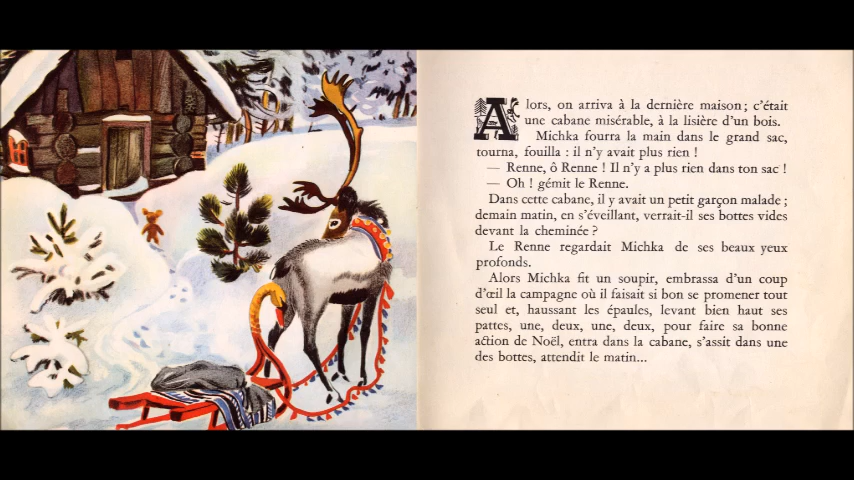 Alors, on arriva à la dernière maison ; c'était
une cabane misérable, à la lisière d'un bois.
Michka fourra la main dans le grand sac,
tourna, fouilla : il n'y avait plus rien !
— Renne, ô Renne ! Il n'y a plus rien dans ton sac !
— Oh ! gémit le Renne.
Dans cette cabane, il y avait un petit garçon malade ;
demain matin, en s'éveillant, verrait-il ses bottes vides
devant la cheminée ?
Le Renne regardait Michka de ses beaux yeux
profonds.
Alors Michka fit un soupir, embrassa d'un coup
d'œil la campagne où il faisait si bon se promener tout
seul et, haussant les épaules, levant bien haut ses
pattes, une, deux, une, deux, pour faire sa bonne
action de Noël, entra dans la cabane, s'assit dans une
des bottes, attendit le matin...